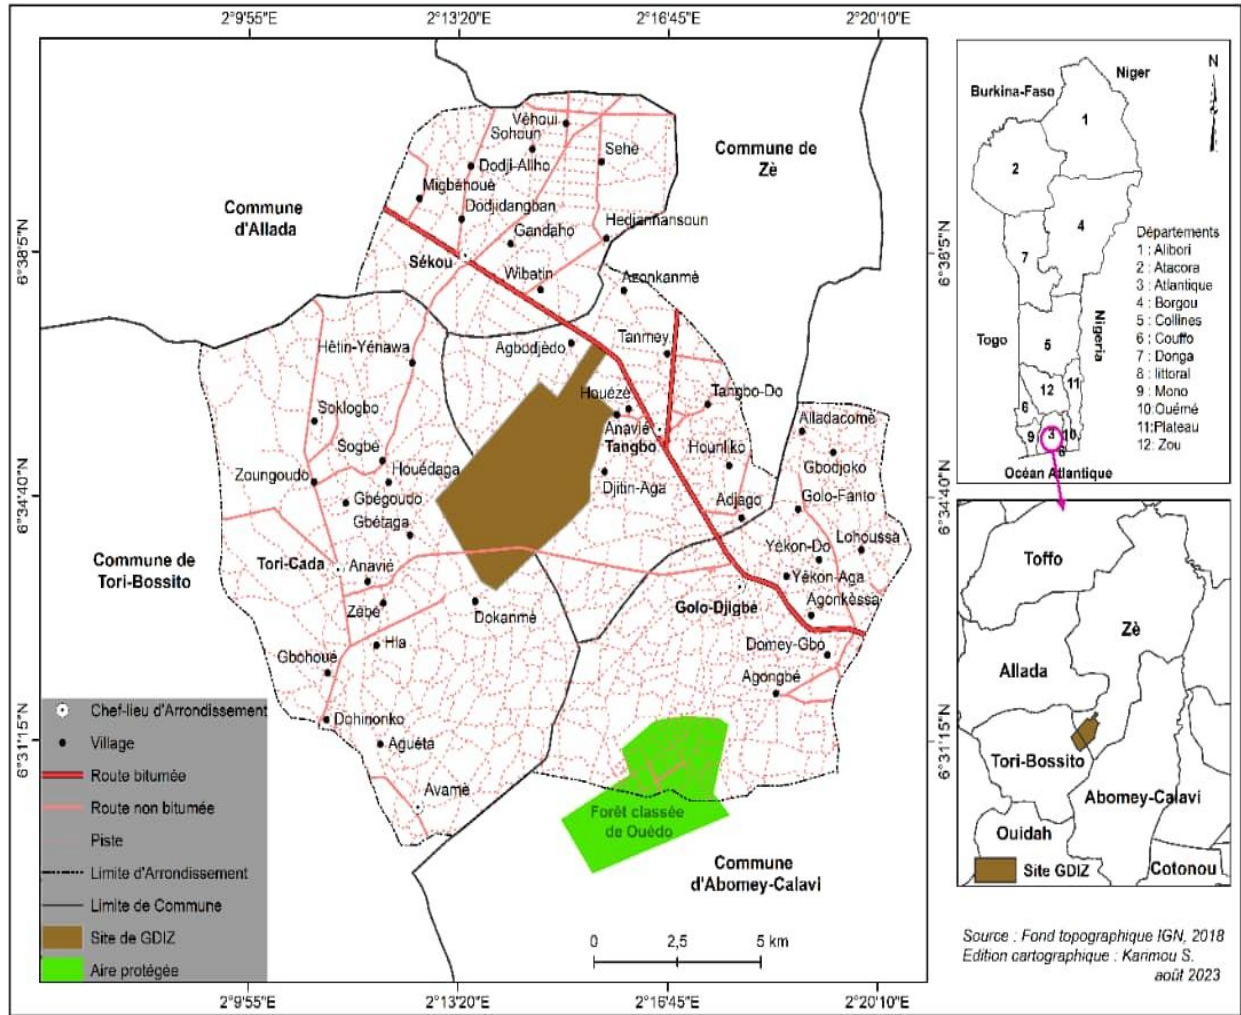 2°9'55"E
2°13'20"E
2°16'45"E
2°20'10"E
6°38'5"N
6°34'40"N
6°31'15"N
Commune
d'Allada
Commune de
Zè
Véhoui
Sohoun
Sehè
Dodji-Aliho
Migbéhouè
Dodjidangban
Gandaho
Hedjannansoun
Sékou
Wibatin
Azonkanmè
Hêtin-Yénawa
Agbodjèdo
Tanmey
Soklogbo
Houézè
Tangbo-Do
Anavié
Tangbo
Alladacomè
Sogbé
Hounliko
Gbodjoko
Zoungoudo
Houédaga
Djitin-Aga
Gbégoudo
Adjago
Golo-Fanto
Gbétaga
Lohoussa
Commune de
Tori-Bossito
Tori-Cada
Anavié
Yékon-Do
Yékon-Aga
Zébè
Dokanmè
Golo-Djigbé
Agonkèssa
Hla
Domey-Gbo
Gbohouè
Agongbé
Dohinonko
Aguéta
Avamè
Forêt classée
de Ouèdo
Commune
d'Abomey-Calavi
Chef-lieu d'Arrondissement
Village
Route bitumée
Route non bitumée
Piste
Limite d'Arrondissement
Limite de Commune
Site de GDIZ
Aire protégée
0 2,5 5 km
2°9'55"E
2°13'20"E
2°16'45"E
2°20'10"E
6°38'5"N
6°34'40"N
6°31'15"N
N
Niger
Burkina-Faso
1
2
4
7
Togo
Nigeria
5
12
11
6
9
3
10
8
Océan Atlantique
Départements
1 : Alibori
2 : Atacora
3 : Atlantique
4 : Borgou
5 : Collines
6 : Couffo
7 : Donga
8 : littoral
9 : Mono
10 : Ouémé
11:Plateau
12 : Zou
Toffo
Zè
Allada
Tori-Bossito
Abomey-Calavi
Ouidah
Cotonou
Site GDIZ
Source : Fond topographique IGN, 2018
Edition cartographique : Karimou S.
août 2023